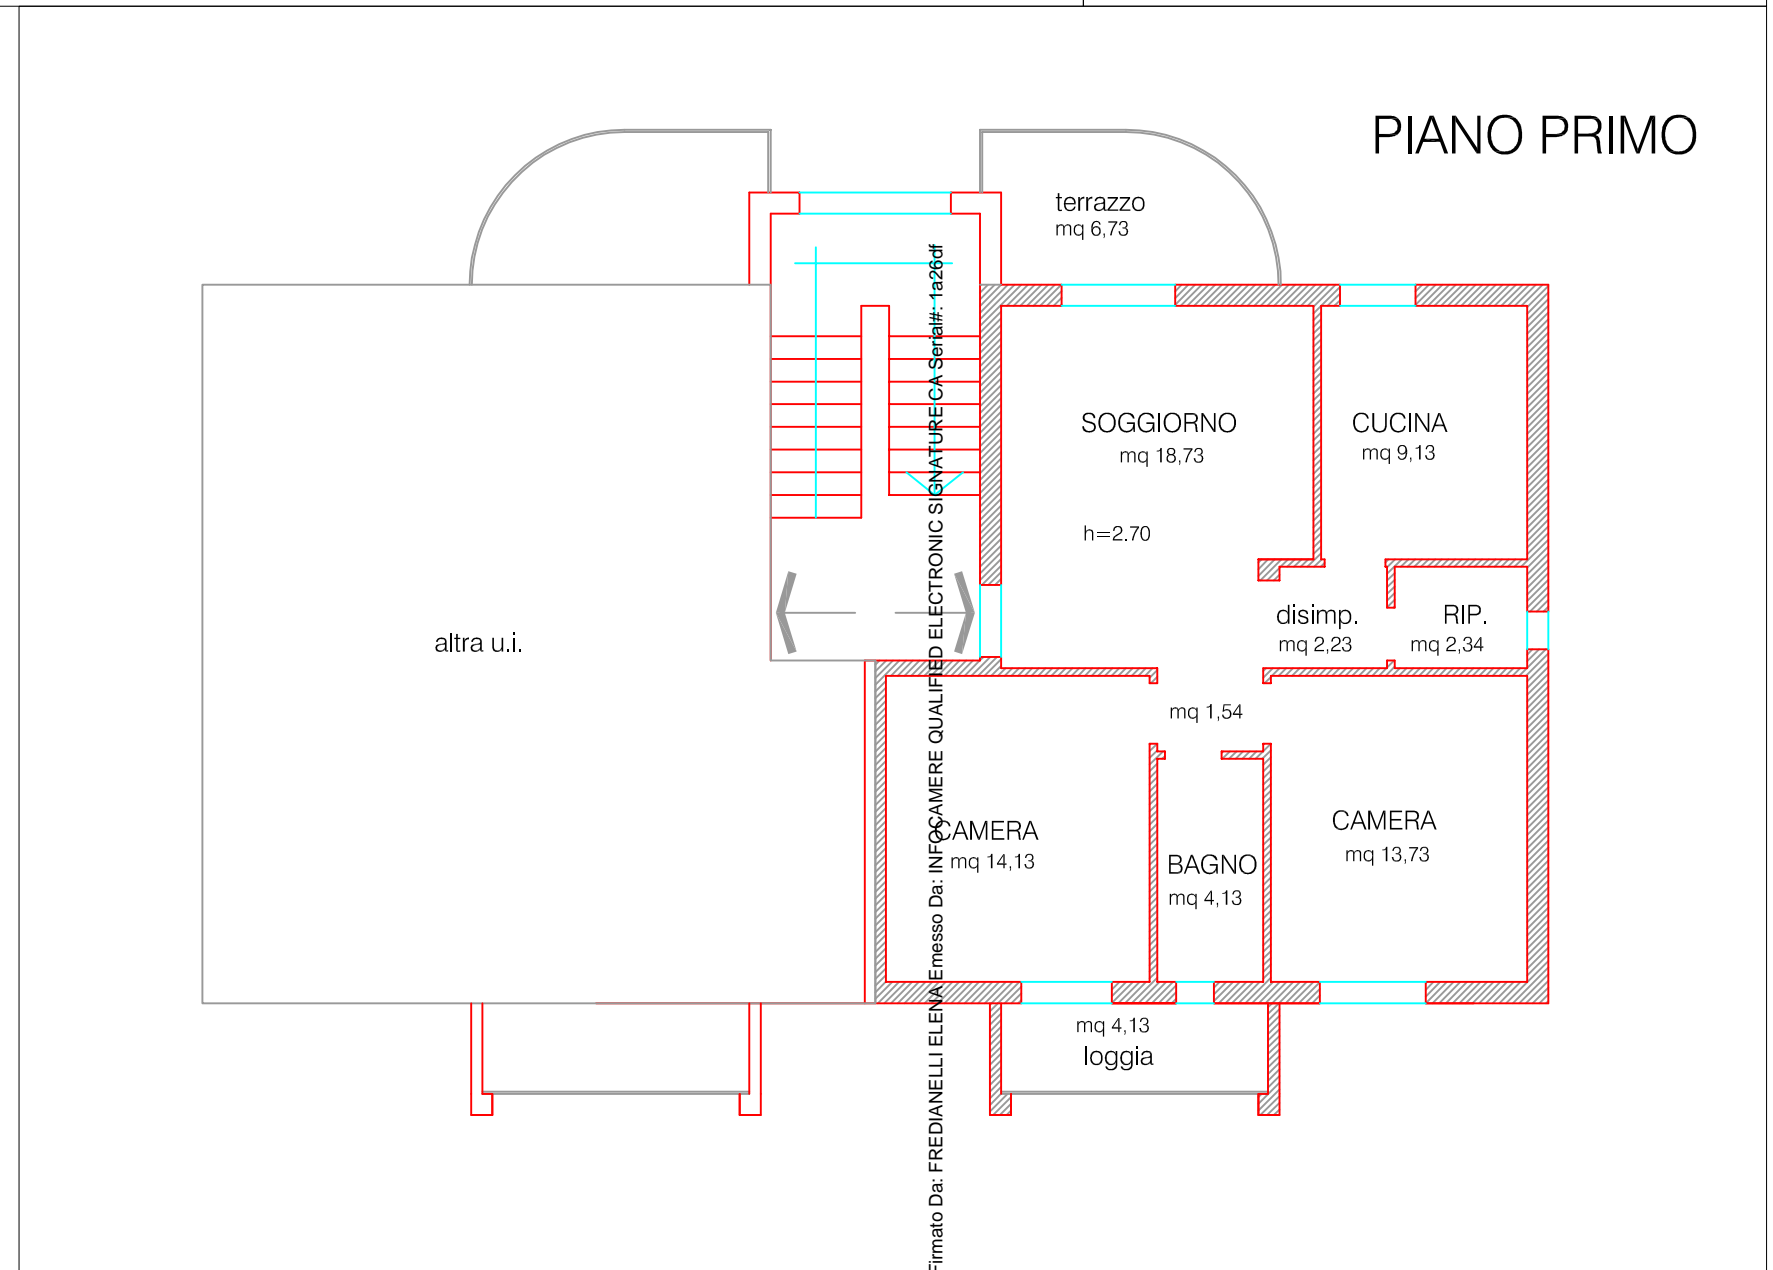 PIANO PRIMO
terrazzo
mq 6,73
SOGGIORNO
mq 18,73
h=2.70
CUCINA
mq 9,13
disimp.
mq 2,23
RIP.
mq 2,34
altra u.i.
mq 1,54
CAMERA
mq 14,13
BAGNO
mq 4,13
CAMERA
mq 13,73
mq 4,13
loggia
Firmato Da: FREDIANELLI ELENA Emesso Da: INFOCAMERE QUALIFIED ELECTRONIC SIGNATURE CA Serial#: 1a26df